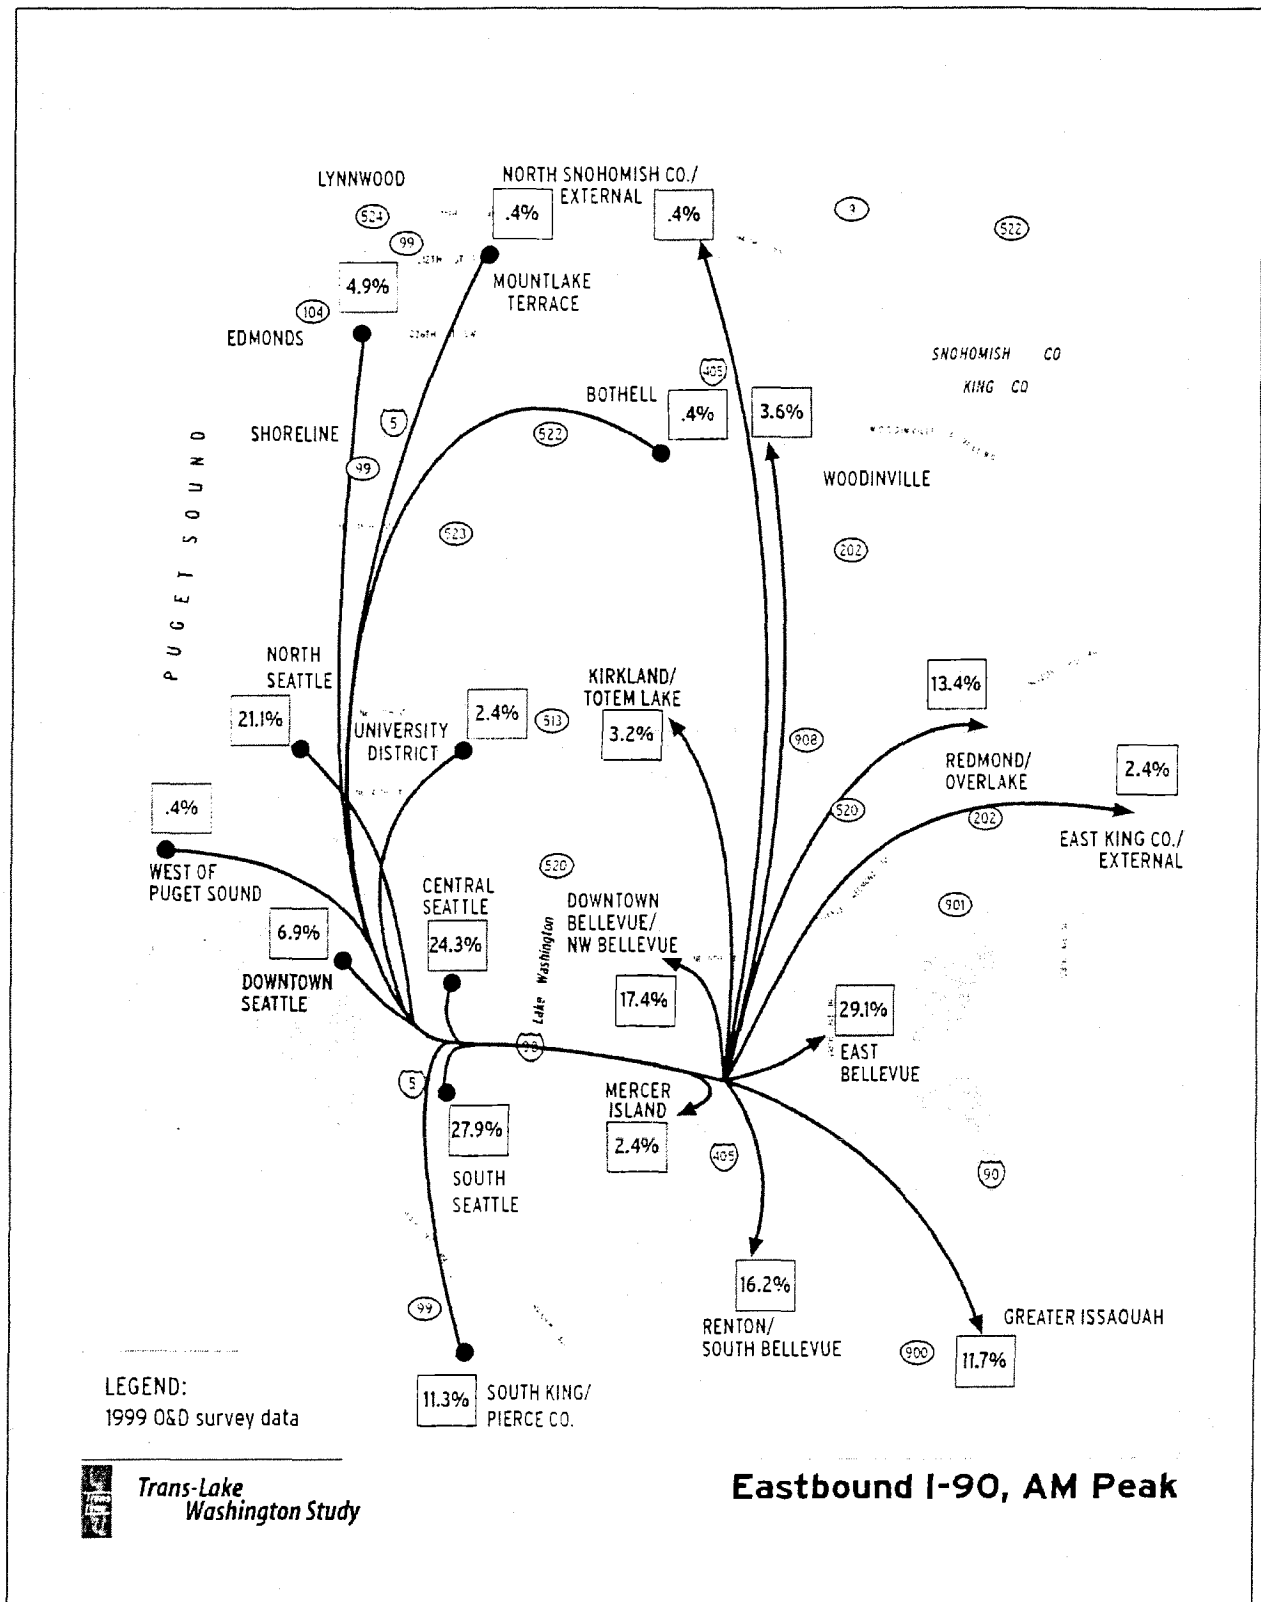 LYNNWOOD
NORTH SNOHOMISH CO./
EXTERNAL
.4%
.4%
524
99
9
522
4.9%
104
EDMONDS
MOUNTLAKE
TERRACE
SNOHOMISH CO
KING CO
405
BOTHELL
.4%
3.6%
5
522
SHORELINE
99
WOODINVILLE
PUGET SOUND
523
202
NORTH
SEATTLE
21.1%
UNIVERSITY
DISTRICT
2.4%
513
KIRKLAND/
TOTEM LAKE
3.2%
908
13.4%
REDMOND/
OVERLAKE
2.4%
520
202
EAST KING CO./
EXTERNAL
.4%
WEST OF
PUGET SOUND
520
CENTRAL
SEATTLE
24.3%
6.9%
DOWNTOWN
SEATTLE
Lake Washington
DOWNTOWN
BELLEVUE/
NW BELLEVUE
17.4%
901
29.1%
EAST
BELLEVUE
90
5
27.9%
SOUTH
SEATTLE
MERCER
ISLAND
2.4%
405
90
99
16.2%
RENTON/
SOUTH BELLEVUE
GREATER ISSAQUAH
900
11.7%
11.3%
SOUTH KING/
PIERCE CO.
LEGEND:
1999 O&D survey data
Trans-Lake
Washington Study
Eastbound I-90, AM Peak